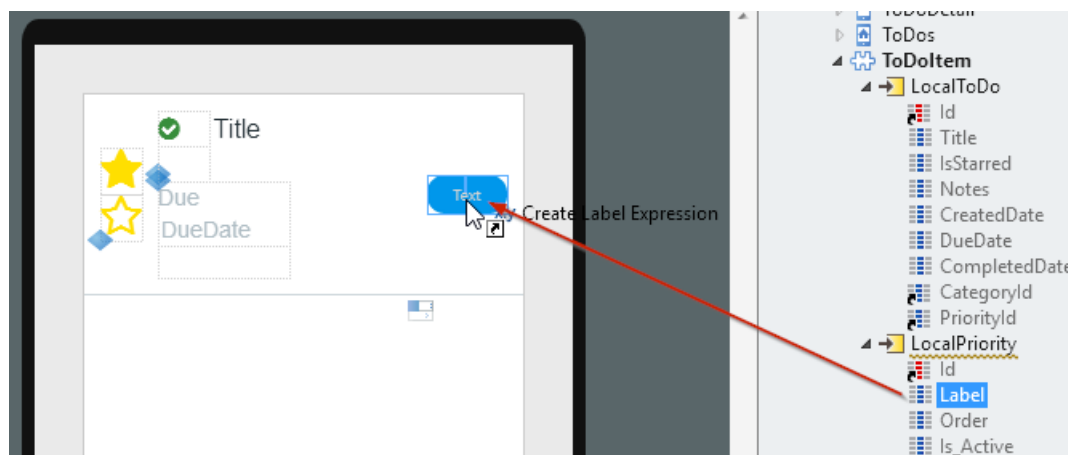 Title
Due
DueDate
Text
Create Label Expression
ToDoDetail
ToDos
ToDoItem
LocalToDo
Id
Title
IsStarred
Notes
CreatedDate
DueDate
CompletedDate
CategoryId
PriorityId
LocalPriority
Id
Label
Order
Is_Active